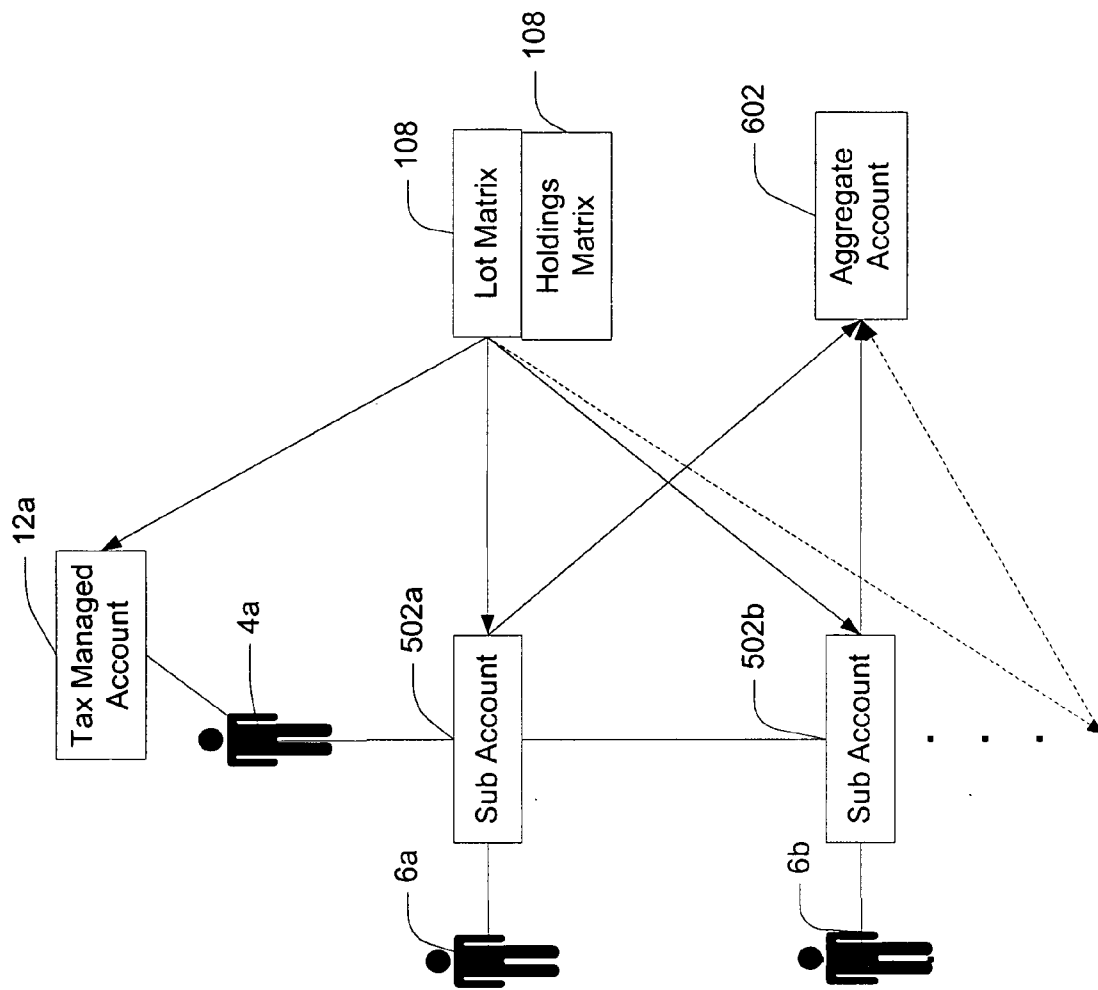 12a
Tax Managed
Account
4a
108
108
Lot Matrix
Holdings
Matrix
6a
502a
Sub Account
602
Aggregate
Account
6b
502b
Sub Account